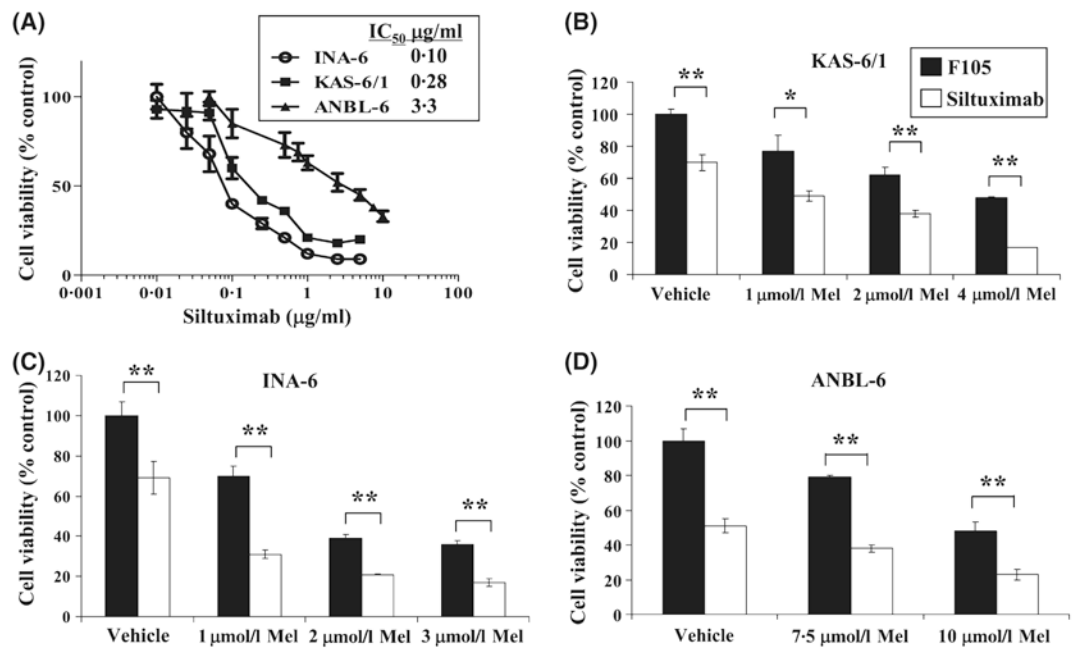 (A)
IC50 μg/ml
INA-6 0·10
KAS-6/1 0·28
ANBL-6 3·3
Cell viability (% control)
100
50
0
0·001 0·01 0·1 1 10 100
Siltuximab (μg/ml)
(B)
KAS-6/1
F105
Siltuximab
Cell viability (% control)
120
100
80
60
40
20
0
** * ** **
Vehicle 1 μmol/l Mel 2 μmol/l Mel 4 μmol/l Mel
(C)
INA-6
Cell viability (% control)
120
100
80
60
40
20
0
** ** ** **
Vehicle 1 μmol/l Mel 2 μmol/l Mel 3 μmol/l Mel
(D)
ANBL-6
Cell viability (% control)
120
100
80
60
40
20
0
** ** **
Vehicle 7·5 μmol/l Mel 10 μmol/l Mel